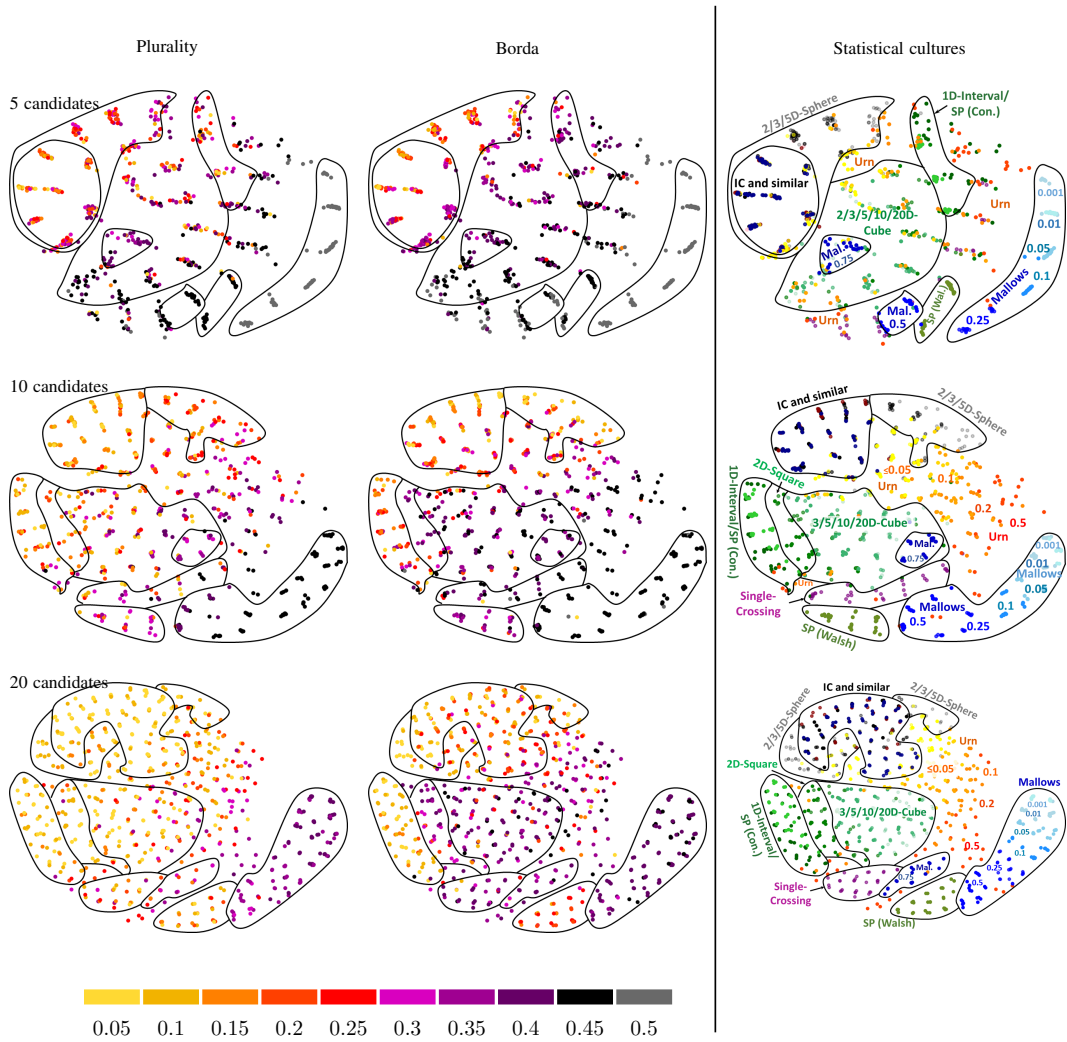 Plurality
Borda
Statistical cultures
5 candidates
2/3/5D-Sphere
1D-Interval/
SP (Con.)
Urn
IC and similar
0.001
Urn
0.01
2/3/5/10/20D-
Cube
Mal.
0.75
0.05
0.1
Mallows
Urn
Mal.
0.5
SP (Wal.)
0.25
10 candidates
IC and similar
2/3/5D-Sphere
2D-Square
1D-Interval/SP (Con.)
≤0.05
0.1
Urn
0.2
0.5
Urn
3/5/10/20D-Cube
Mal.
0.75
0.001
0.01
Mallows
0.05
Urn
Single-
Crossing
Mallows
0.5
0.25
0.1
SP (Walsh)
20 candidates
IC and similar
2/3/5D-Sphere
2/3/5D-Sphere
Urn
2D-Square
≤0.05
0.1
Mallows
0.2
0.001
0.01
3/5/10/20D-Cube
1D-Interval/
SP (Con.)
0.05
0.5
0.1
Mal.
0.75
0.25
0.5
Single-
Crossing
SP (Walsh)
0.05 0.1 0.15 0.2 0.25 0.3 0.35 0.4 0.45 0.5